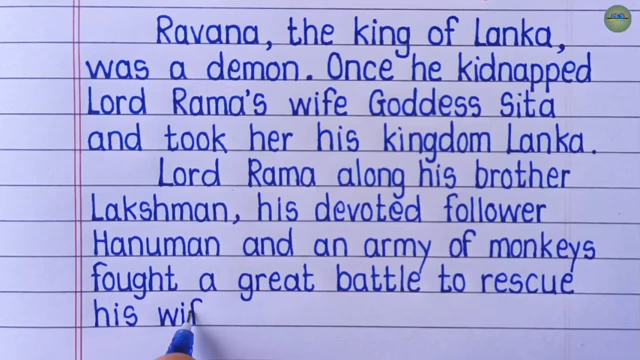 Ravana, the king of Lanka,
was a demon. Once he kidnapped
Lord Rama's wife Goddess Sita
and took her his kingdom Lanka.
Lord Rama along his brother
Lakshman, his devoted follower
Hanuman and an army of monkeys
fought a great battle to rescue
his wif